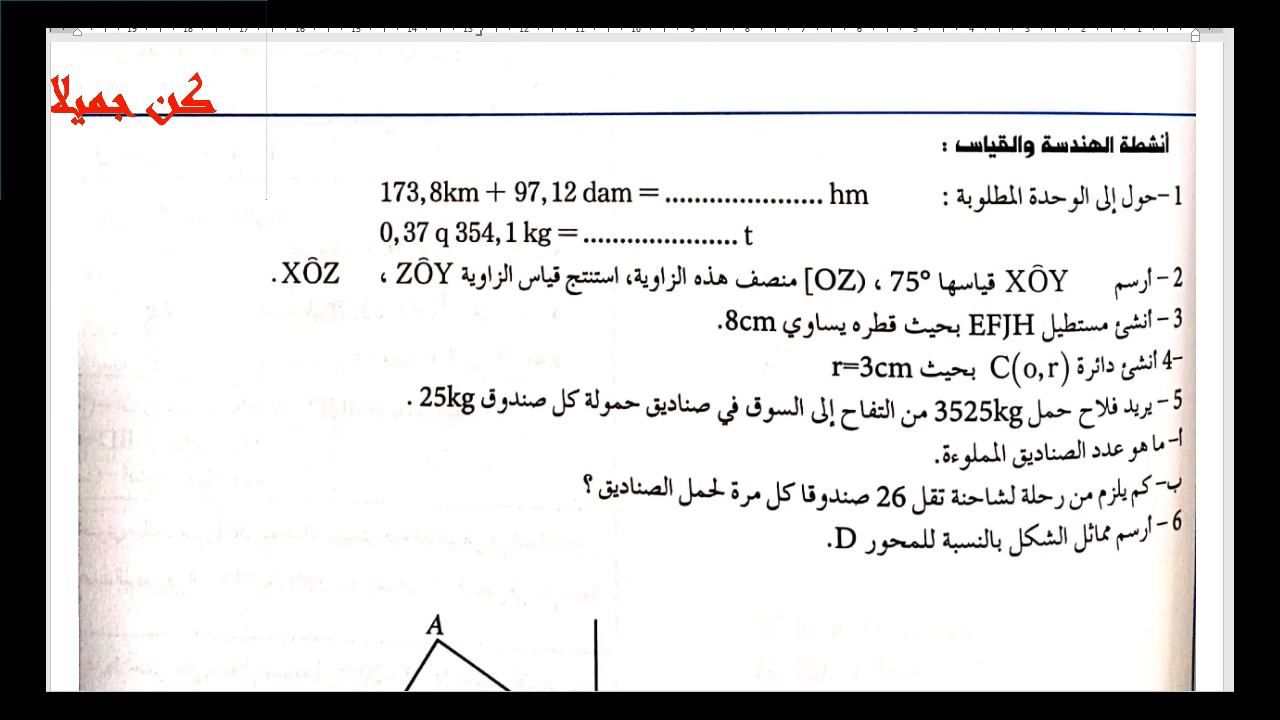 كن جميلا
أنشطة الهندسة والقياس :
1-حول إلى الوحدة المطلوبة : 173,8km + 97,12 dam = ..................... hm
0,37 q 354,1 kg = ..................... t
2- أرسم XÔY قياسها 75° ، [OZ) منصف هذه الزاوية، استنتج قياس الزاوية ZÔY ، XÔZ .
3- أنشئ مستطيل EFJH بحيث قطره يساوي 8cm.
4- أنشئ دائرة C(o,r) بحيث r=3cm
5- يريد فلاح حمل 3525kg من التفاح إلى السوق في صناديق حمولة كل صندوق 25kg .
أ- ما هو عدد الصناديق المملوءة.
ب- كم يلزم من رحلة لشاحنة تقل 26 صندوقا كل مرة لحمل الصناديق ؟
6- أرسم مماثل الشكل بالنسبة للمحور D.
A